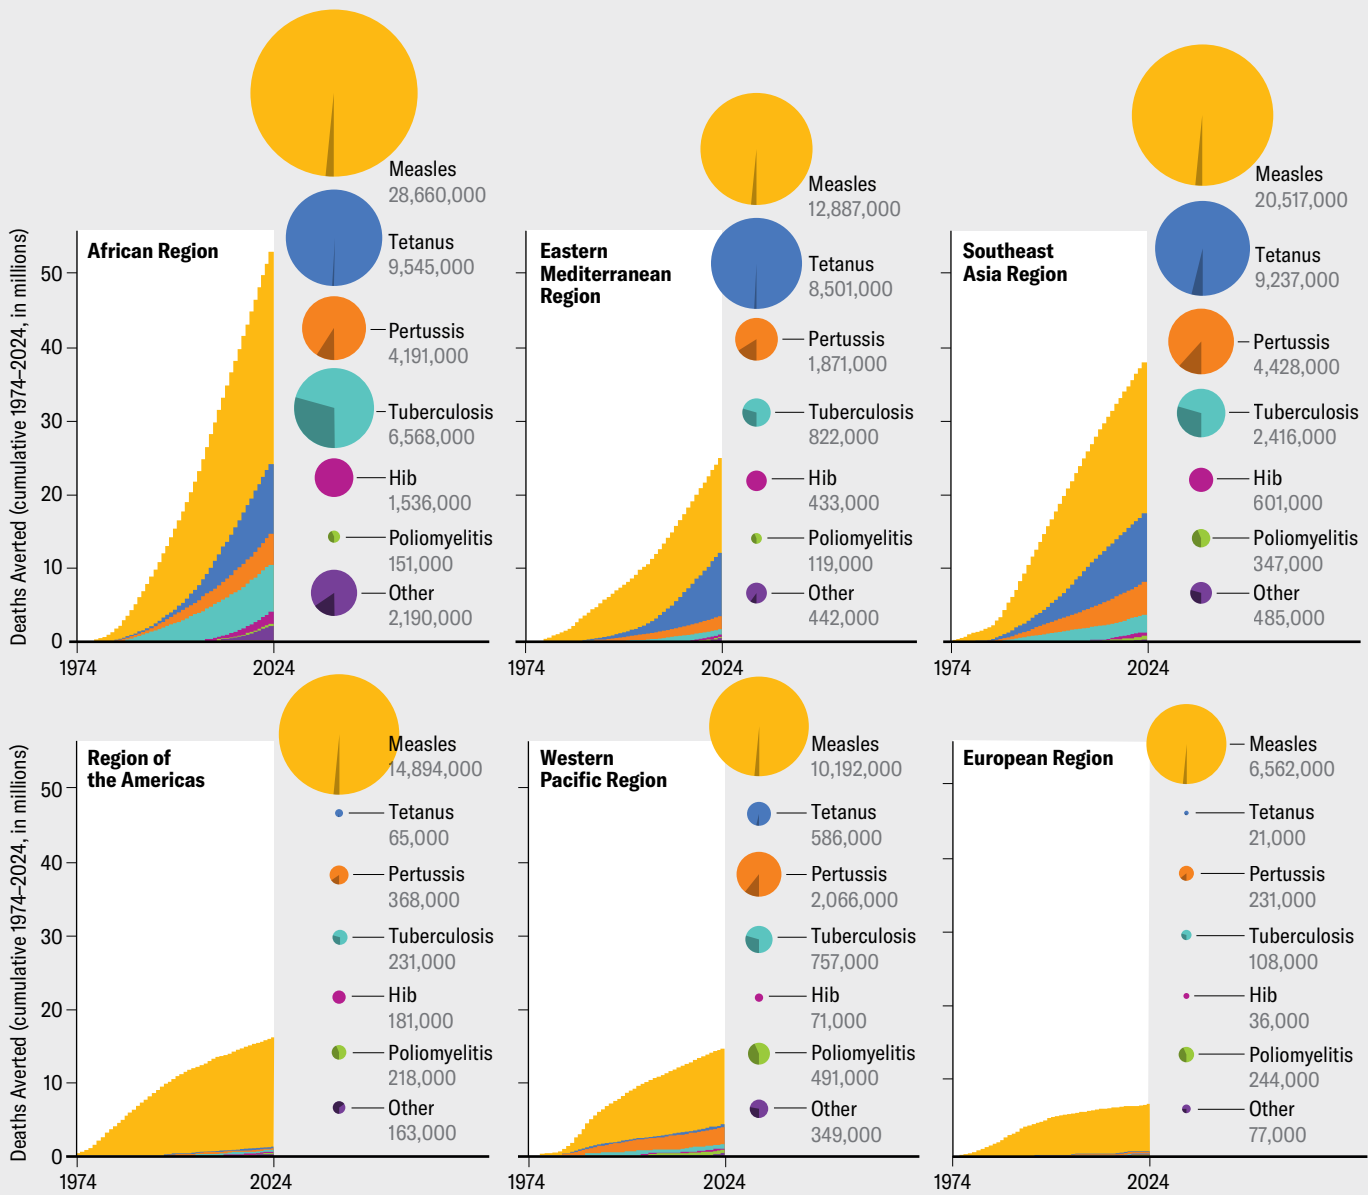 Deaths Averted (cumulative 1974–2024, in millions)
50
40
30
20
10
0
1974
2024
African Region
Measles
28,660,000
Tetanus
9,545,000
Pertussis
4,191,000
Tuberculosis
6,568,000
Hib
1,536,000
Poliomyelitis
151,000
Other
2,190,000
Eastern
Mediterranean
Region
Measles
12,887,000
Tetanus
8,501,000
Pertussis
1,871,000
Tuberculosis
822,000
Hib
433,000
Poliomyelitis
119,000
Other
442,000
1974
2024
Southeast
Asia Region
Measles
20,517,000
Tetanus
9,237,000
Pertussis
4,428,000
Tuberculosis
2,416,000
Hib
601,000
Poliomyelitis
347,000
Other
485,000
1974
2024
Deaths Averted (cumulative 1974–2024, in millions)
50
40
30
20
10
0
1974
2024
Region of
the Americas
Measles
14,894,000
Tetanus
65,000
Pertussis
368,000
Tuberculosis
231,000
Hib
181,000
Poliomyelitis
218,000
Other
163,000
Western
Pacific Region
Measles
10,192,000
Tetanus
586,000
Pertussis
2,066,000
Tuberculosis
757,000
Hib
71,000
Poliomyelitis
491,000
Other
349,000
1974
2024
European Region
Measles
6,562,000
Tetanus
21,000
Pertussis
231,000
Tuberculosis
108,000
Hib
36,000
Poliomyelitis
244,000
Other
77,000
1974
2024